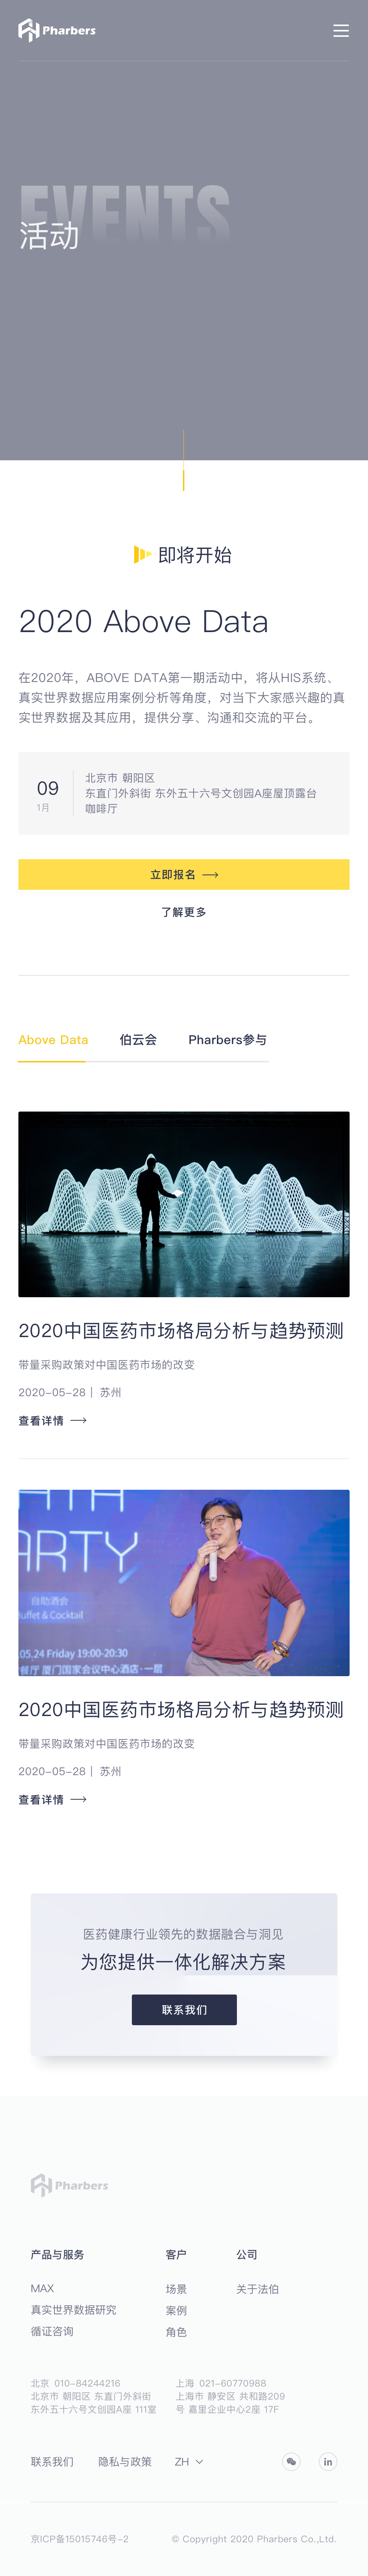 Pharbers
EVENTS
活动
即将开始
2020 Above Data
在2020年，ABOVE DATA第一期活动中，将从HIS系统、
真实世界数据应用案例分析等角度，对当下大家感兴趣的真
实世界数据及其应用，提供分享、沟通和交流的平台。
09
1月
北京市 朝阳区
东直门外斜街 东外五十六号文创园A座屋顶露台
咖啡厅
立即报名
了解更多
Above Data 伯云会 Pharbers参与
2020中国医药市场格局分析与趋势预测
带量采购政策对中国医药市场的改变
2020-05-28 | 苏州
查看详情
ATA
ARTY
自助酒会
Buffet & Cocktail
.05.24 Friday 19:00-20:30
餐厅 厦门国家会议中心酒店·一层
2020中国医药市场格局分析与趋势预测
带量采购政策对中国医药市场的改变
2020-05-28 | 苏州
查看详情
医药健康行业领先的数据融合与洞见
为您提供一体化解决方案
联系我们
Pharbers
产品与服务 客户 公司
MAX 场景 关于法伯
真实世界数据研究 案例
循证咨询 角色
北京 010-84244216
北京市 朝阳区 东直门外斜街
东外五十六号文创园A座 111室
上海 021-60770988
上海市 静安区 共和路209
号 嘉里企业中心2座 17F
联系我们 隐私与政策 ZH
in
京ICP备15015746号-2 © Copyright 2020 Pharbers Co.,Ltd.